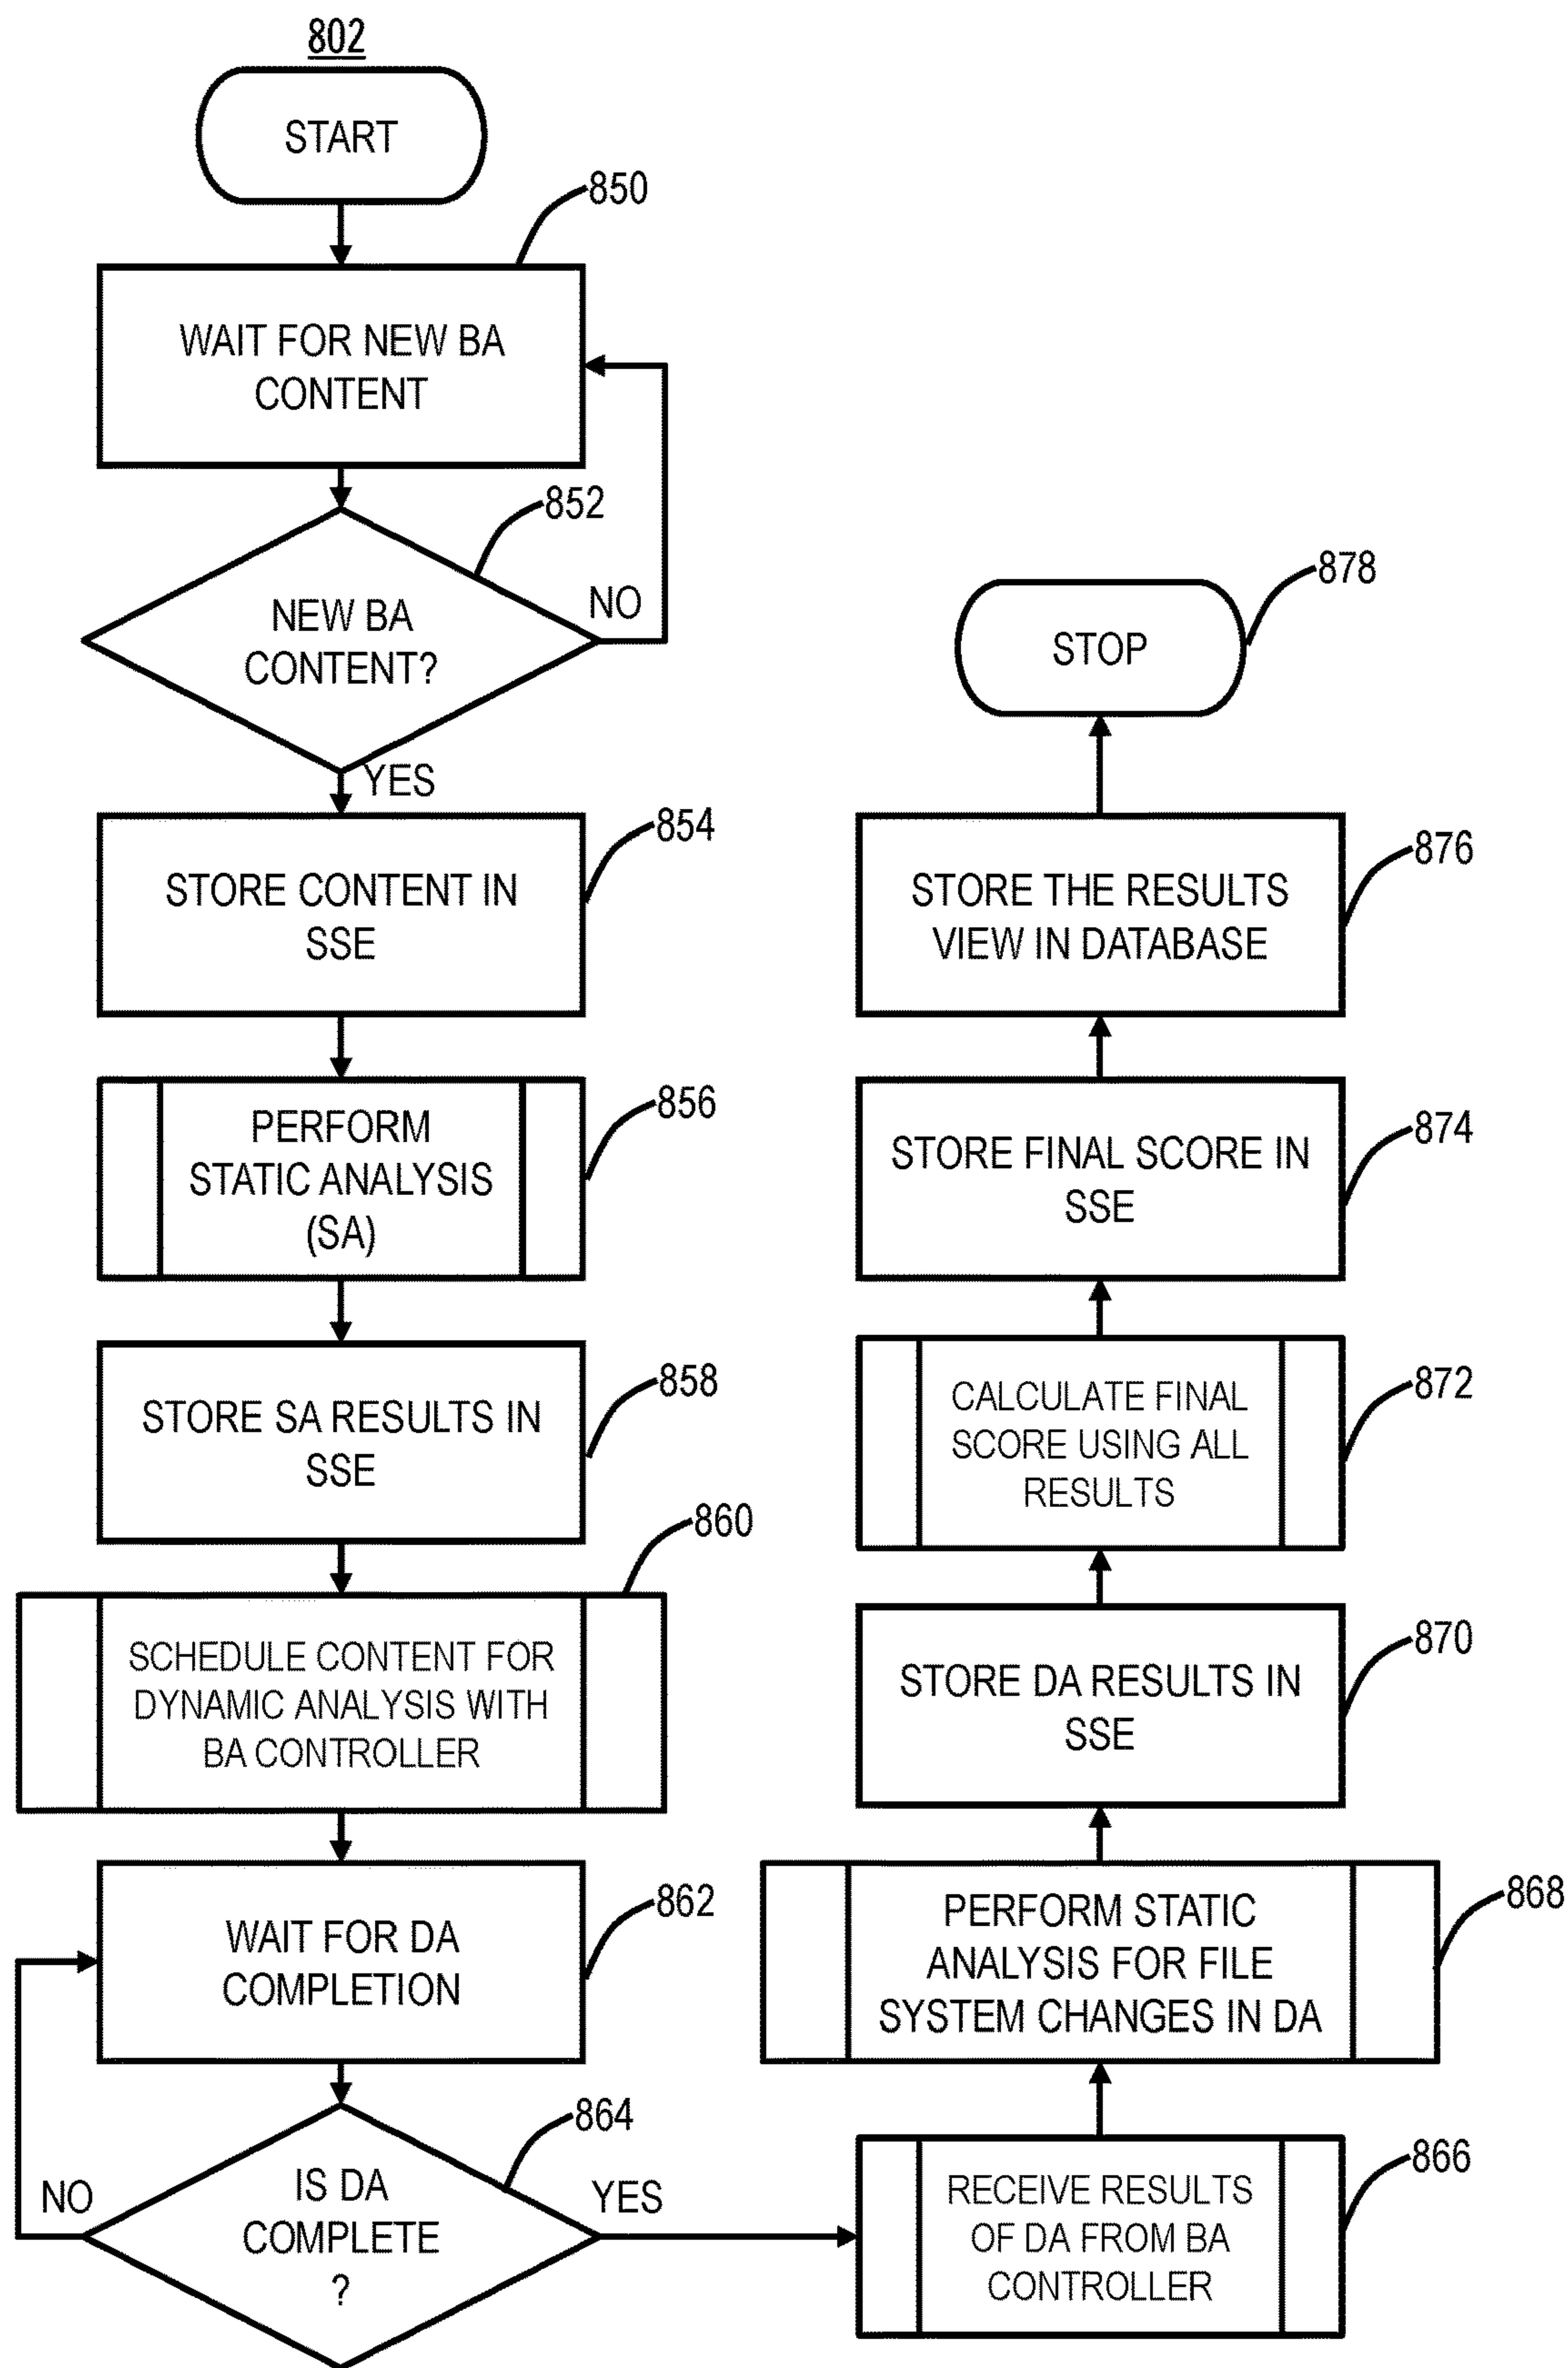 802
START
850
WAIT FOR NEW BA
CONTENT
852
NEW BA
CONTENT?
NO
YES
854
STORE CONTENT IN
SSE
856
PERFORM
STATIC ANALYSIS
(SA)
858
STORE SA RESULTS IN
SSE
860
SCHEDULE CONTENT FOR
DYNAMIC ANALYSIS WITH
BA CONTROLLER
862
WAIT FOR DA
COMPLETION
864
IS DA
COMPLETE
?
NO
YES
866
RECEIVE RESULTS
OF DA FROM BA
CONTROLLER
868
PERFORM STATIC
ANALYSIS FOR FILE
SYSTEM CHANGES IN DA
870
STORE DA RESULTS IN
SSE
872
CALCULATE FINAL
SCORE USING ALL
RESULTS
874
STORE FINAL SCORE IN
SSE
876
STORE THE RESULTS
VIEW IN DATABASE
878
STOP